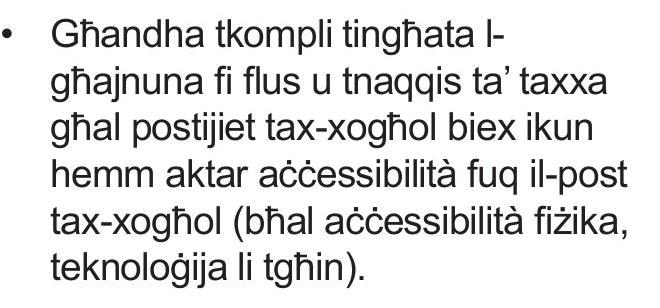 • Għandha tkompli tingħata l-
għajnuna fi flus u tnaqqis ta’ taxxa
għal postijiet tax-xogħol biex ikun
hemm aktar aċċessibilità fuq il-post
tax-xogħol (bħal aċċessibilità fiżika,
teknoloġija li tgħin).